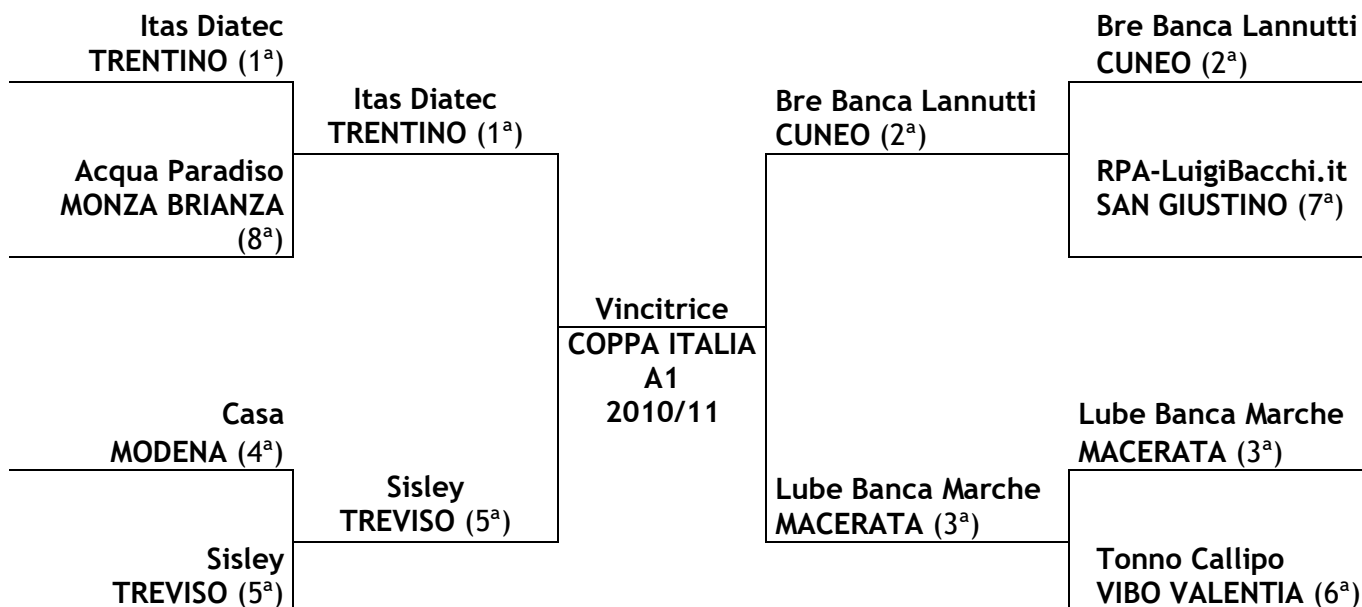 Itas Diatec
TRENTINO (1ª)
Acqua Paradiso
MONZA BRIANZA
(8ª)
Casa
MODENA (4ª)
Sisley
TREVISO (5ª)
Itas Diatec
TRENTINO (1ª)
Sisley
TREVISO (5ª)
Vincitrice
COPPA ITALIA
A1
2010/11
Bre Banca Lannutti
CUNEO (2ª)
Lube Banca Marche
MACERATA (3ª)
Bre Banca Lannutti
CUNEO (2ª)
RPA-LuigiBacchi.it
SAN GIUSTINO (7ª)
Lube Banca Marche
MACERATA (3ª)
Tonno Callipo
VIBO VALENTIA (6ª)